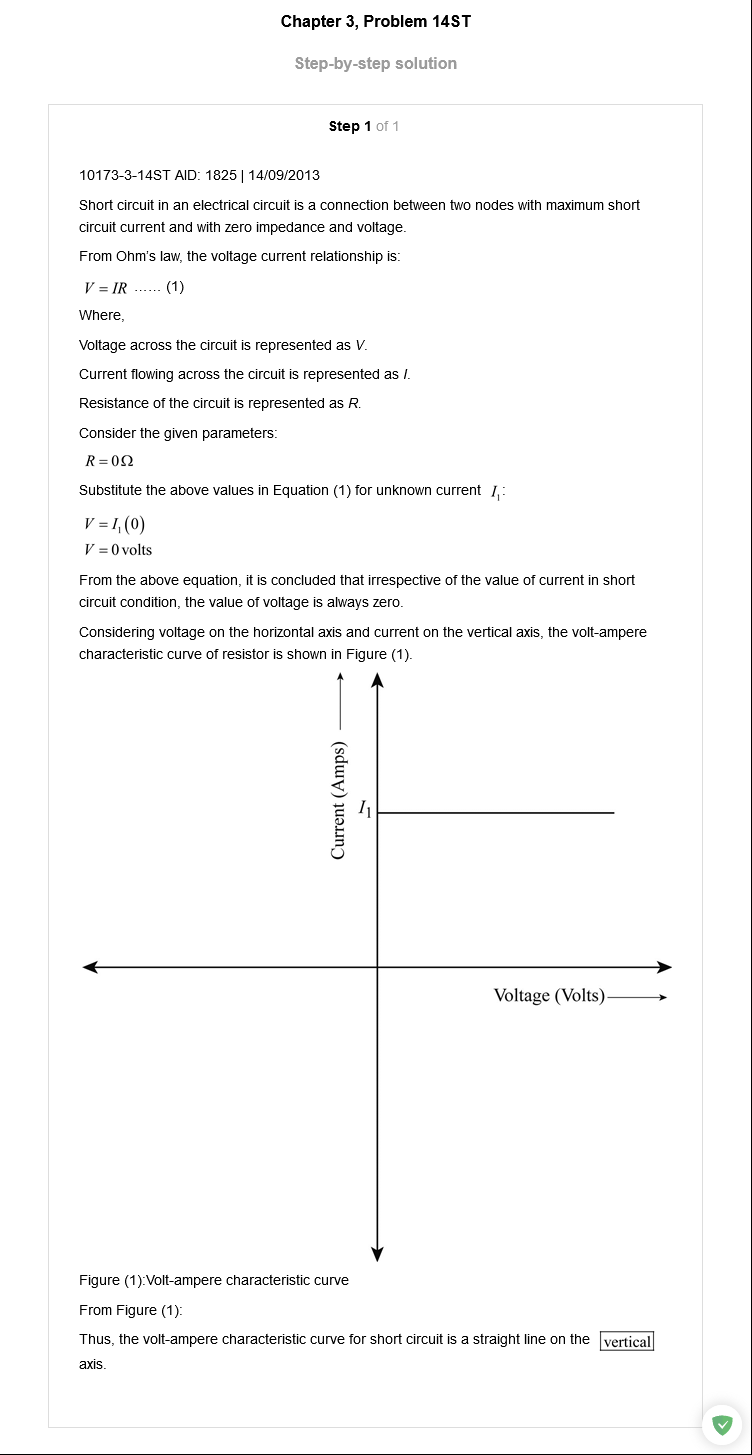 Chapter 3, Problem 14ST
Step-by-step solution
Step 1 of 1
10173-3-14ST AID: 1825 | 14/09/2013
Short circuit in an electrical circuit is a connection between two nodes with maximum short
circuit current and with zero impedance and voltage.
From Ohm's law, the voltage current relationship is:
V = IR ...... (1)
Where,
Voltage across the circuit is represented as V.
Current flowing across the circuit is represented as I.
Resistance of the circuit is represented as R.
Consider the given parameters:
R = 0Ω
Substitute the above values in Equation (1) for unknown current I₁:
V = I₁(0)
V = 0 volts
From the above equation, it is concluded that irrespective of the value of current in short
circuit condition, the value of voltage is always zero.
Considering voltage on the horizontal axis and current on the vertical axis, the volt-ampere
characteristic curve of resistor is shown in Figure (1).
Current (Amps)
I₁
Voltage (Volts)
Figure (1):Volt-ampere characteristic curve
From Figure (1):
Thus, the volt-ampere characteristic curve for short circuit is a straight line on the vertical
axis.